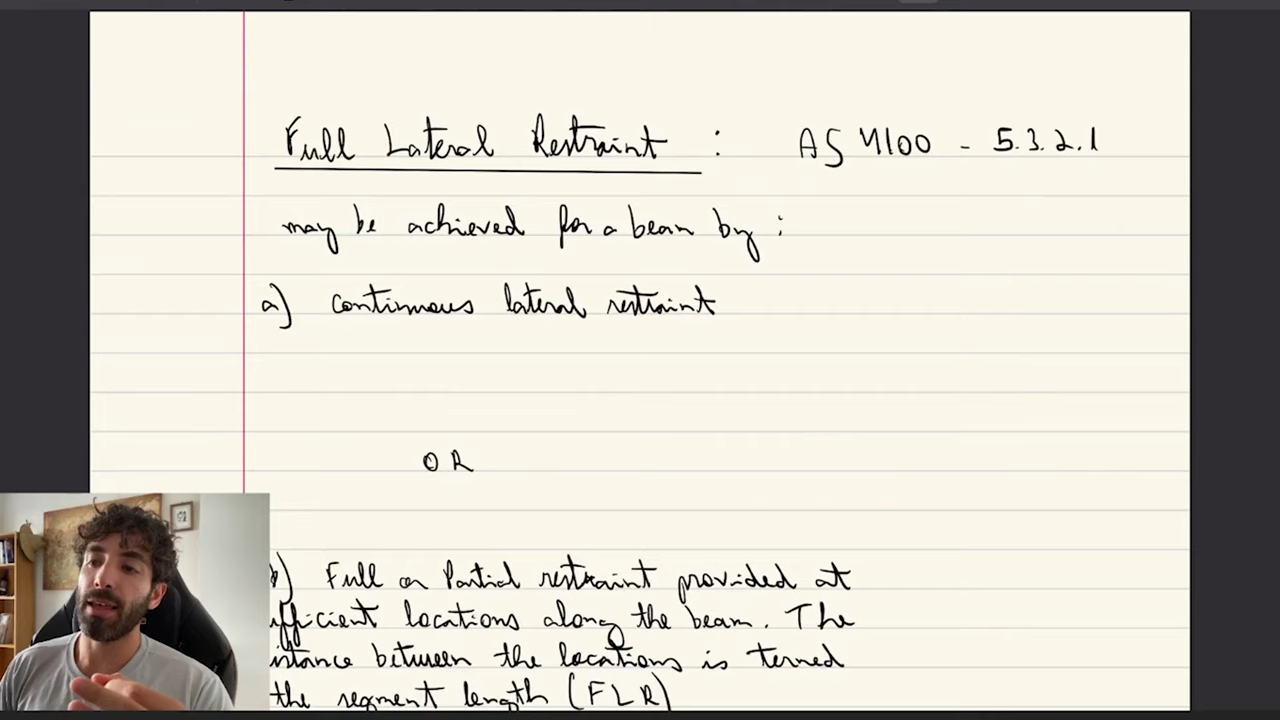 Full Lateral Restraint : AS 4100 - 5.3.2.1
may be achieved for a beam by :
a) continuous lateral restraint
OR
b) Full or Partial restraint provided at
fficient locations along the beam. The
istance between the locations is termed
the segment length (FLR)